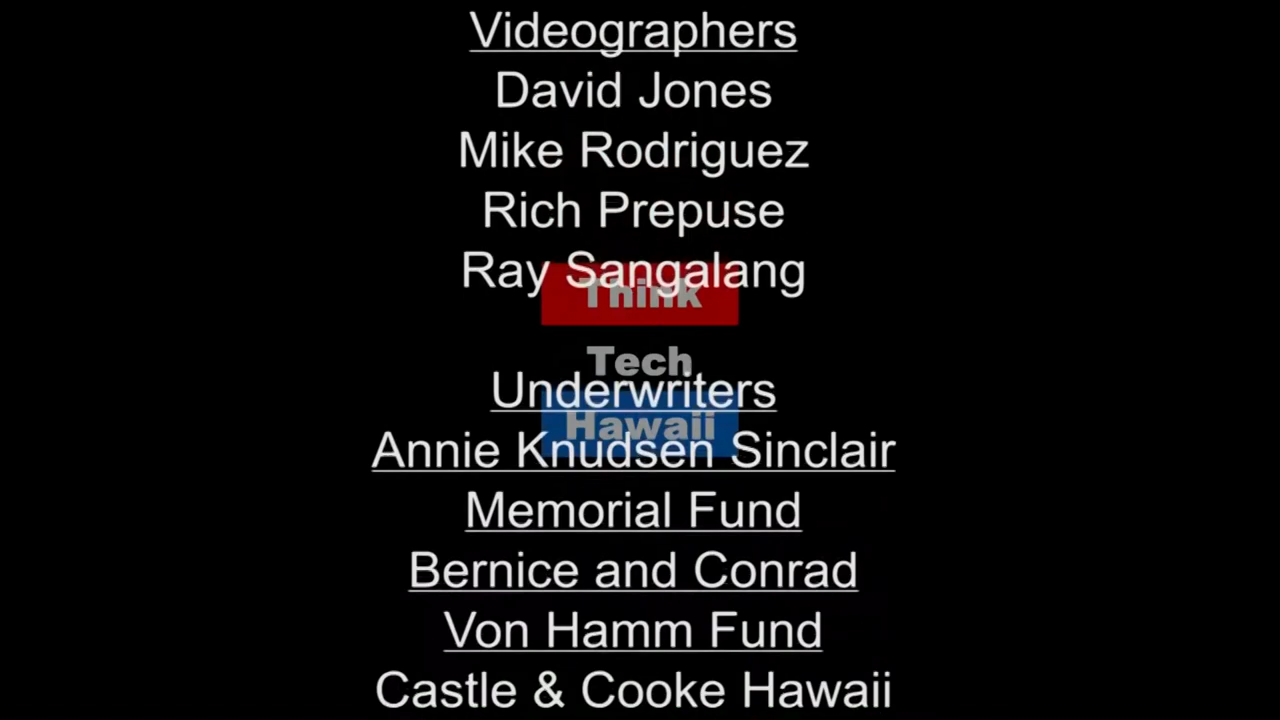 Videographers
David Jones
Mike Rodriguez
Rich Prepuse
Ray Sangalang
Think
Tech
Underwriters
Hawaii
Annie Knudsen Sinclair
Memorial Fund
Bernice and Conrad
Von Hamm Fund
Castle & Cooke Hawaii